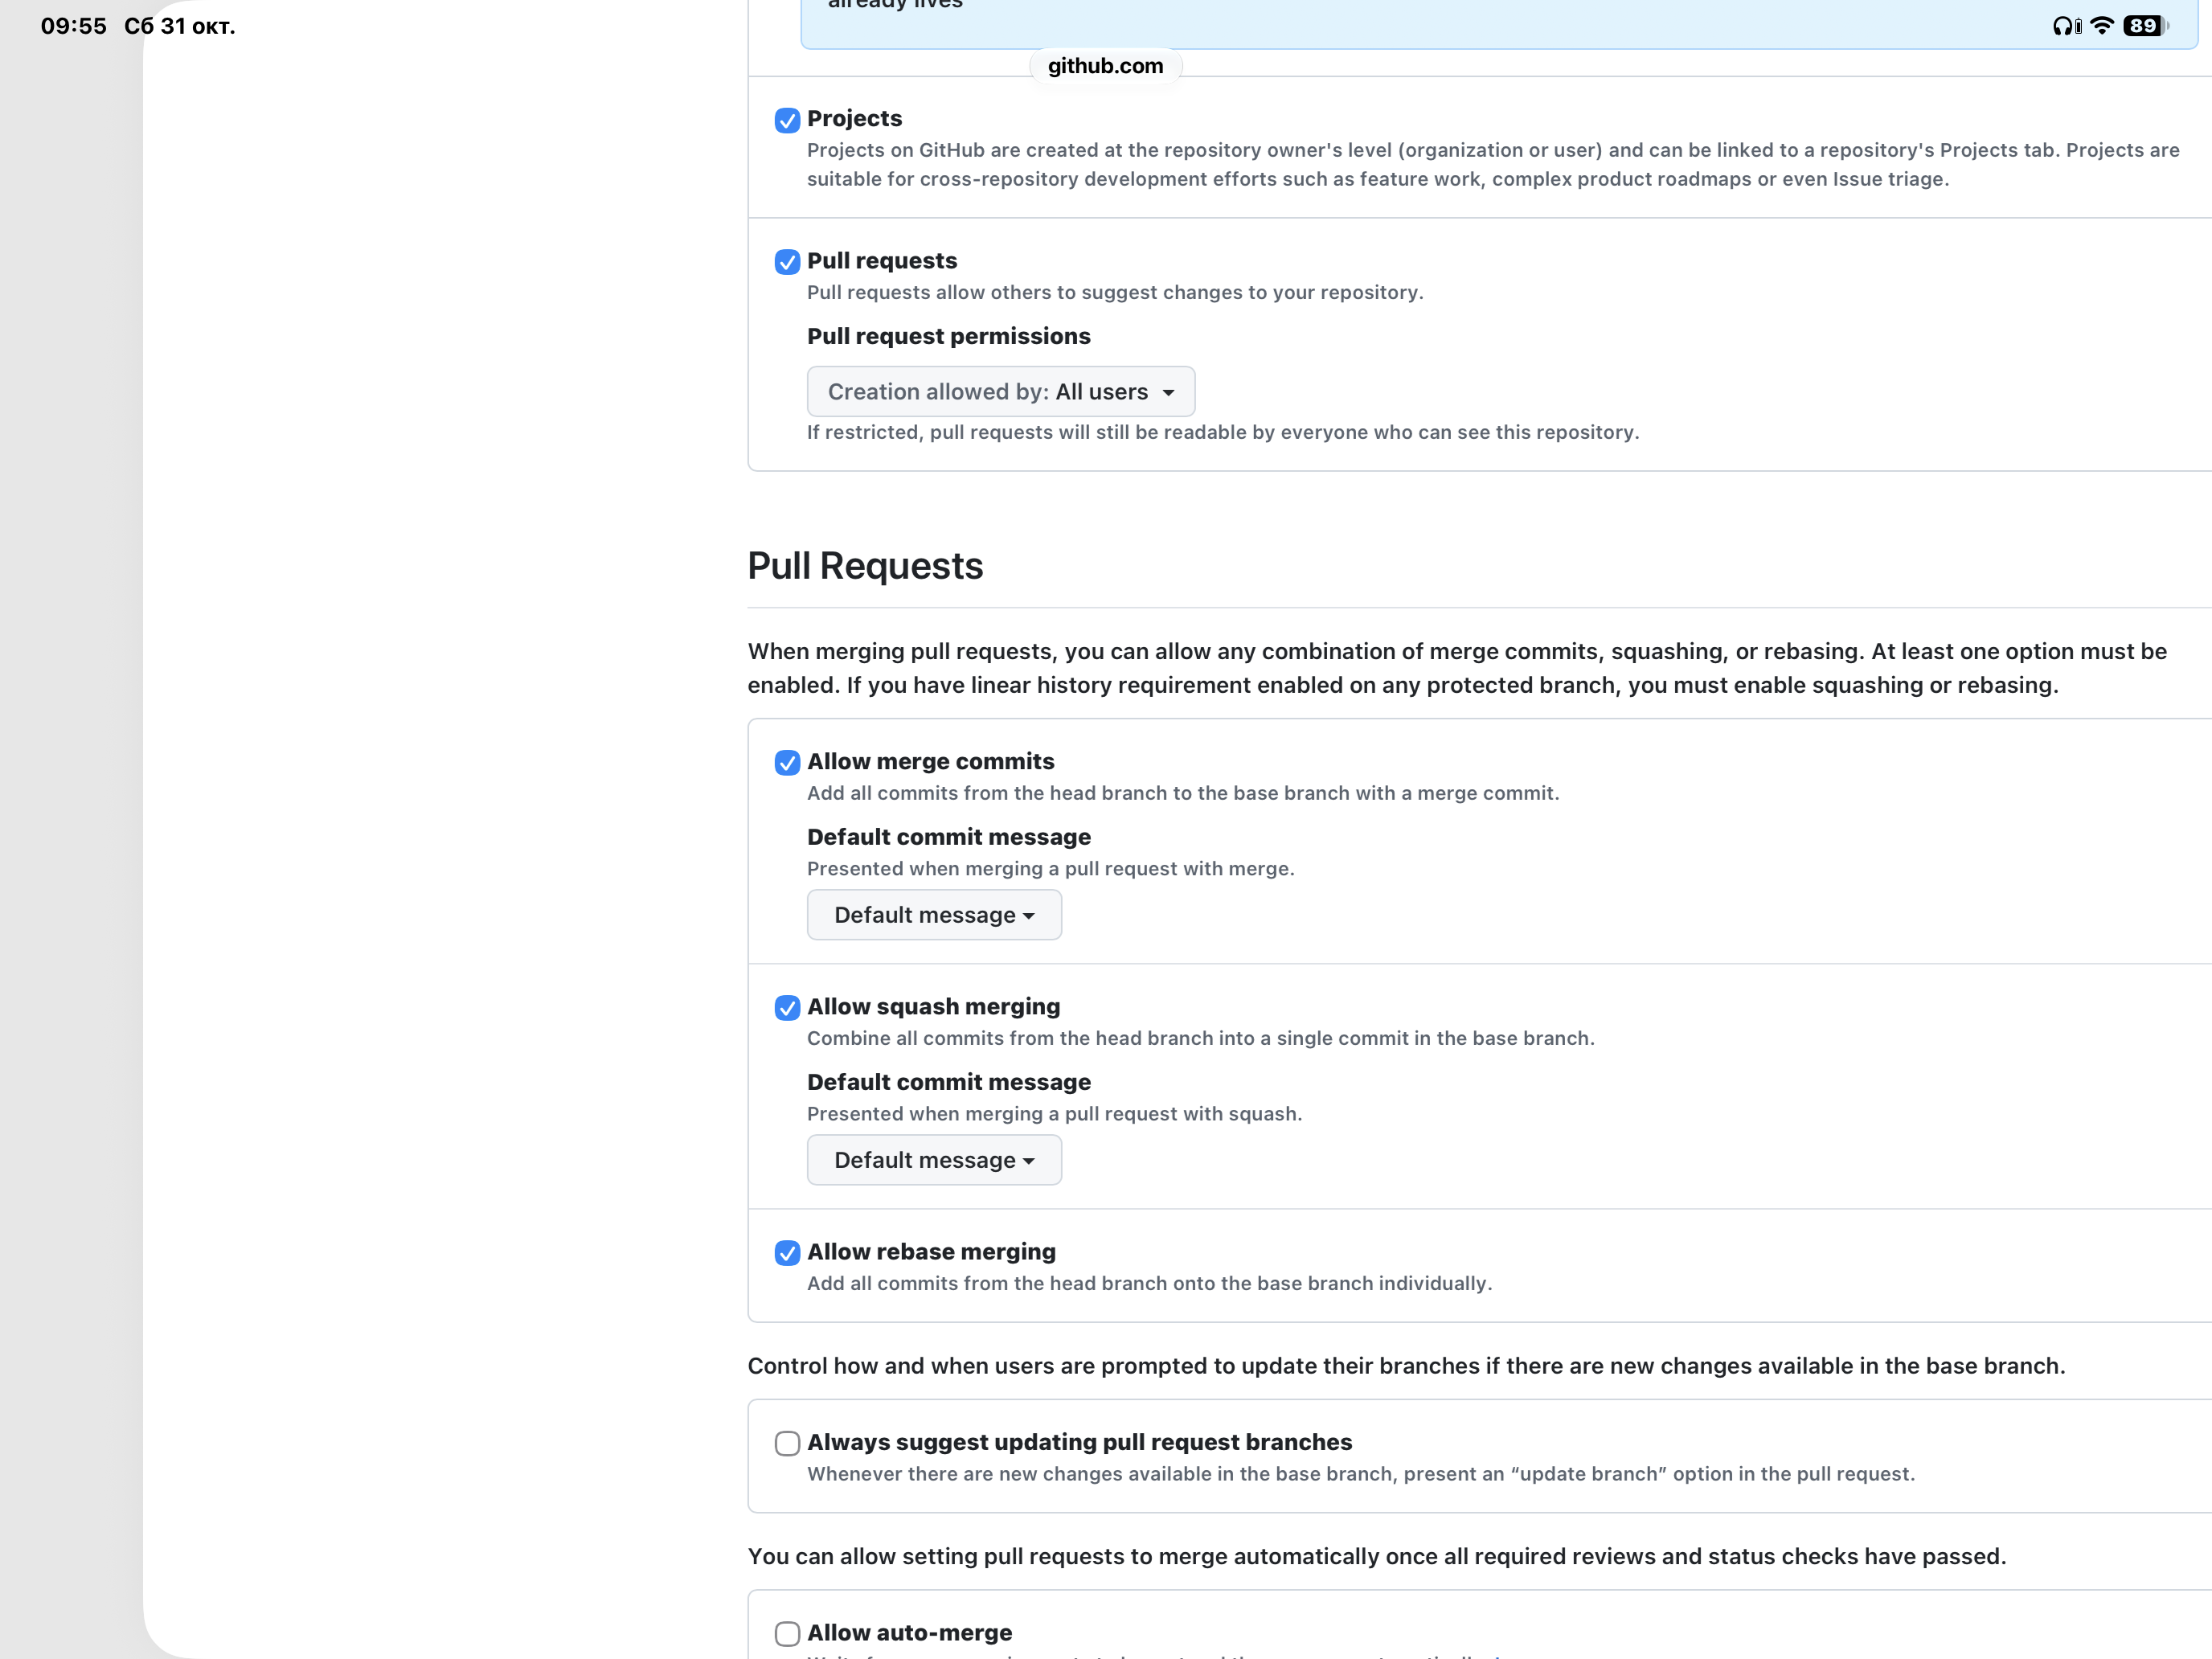 09:55 Сб 31 окт.
89
already lives
github.com
Projects
Projects on GitHub are created at the repository owner's level (organization or user) and can be linked to a repository's Projects tab. Projects are
suitable for cross-repository development efforts such as feature work, complex product roadmaps or even Issue triage.
Pull requests
Pull requests allow others to suggest changes to your repository.
Pull request permissions
Creation allowed by: All users
If restricted, pull requests will still be readable by everyone who can see this repository.
Pull Requests
When merging pull requests, you can allow any combination of merge commits, squashing, or rebasing. At least one option must be
enabled. If you have linear history requirement enabled on any protected branch, you must enable squashing or rebasing.
Allow merge commits
Add all commits from the head branch to the base branch with a merge commit.
Default commit message
Presented when merging a pull request with merge.
Default message
Allow squash merging
Combine all commits from the head branch into a single commit in the base branch.
Default commit message
Presented when merging a pull request with squash.
Default message
Allow rebase merging
Add all commits from the head branch onto the base branch individually.
Control how and when users are prompted to update their branches if there are new changes available in the base branch.
Always suggest updating pull request branches
Whenever there are new changes available in the base branch, present an “update branch” option in the pull request.
You can allow setting pull requests to merge automatically once all required reviews and status checks have passed.
Allow auto-merge